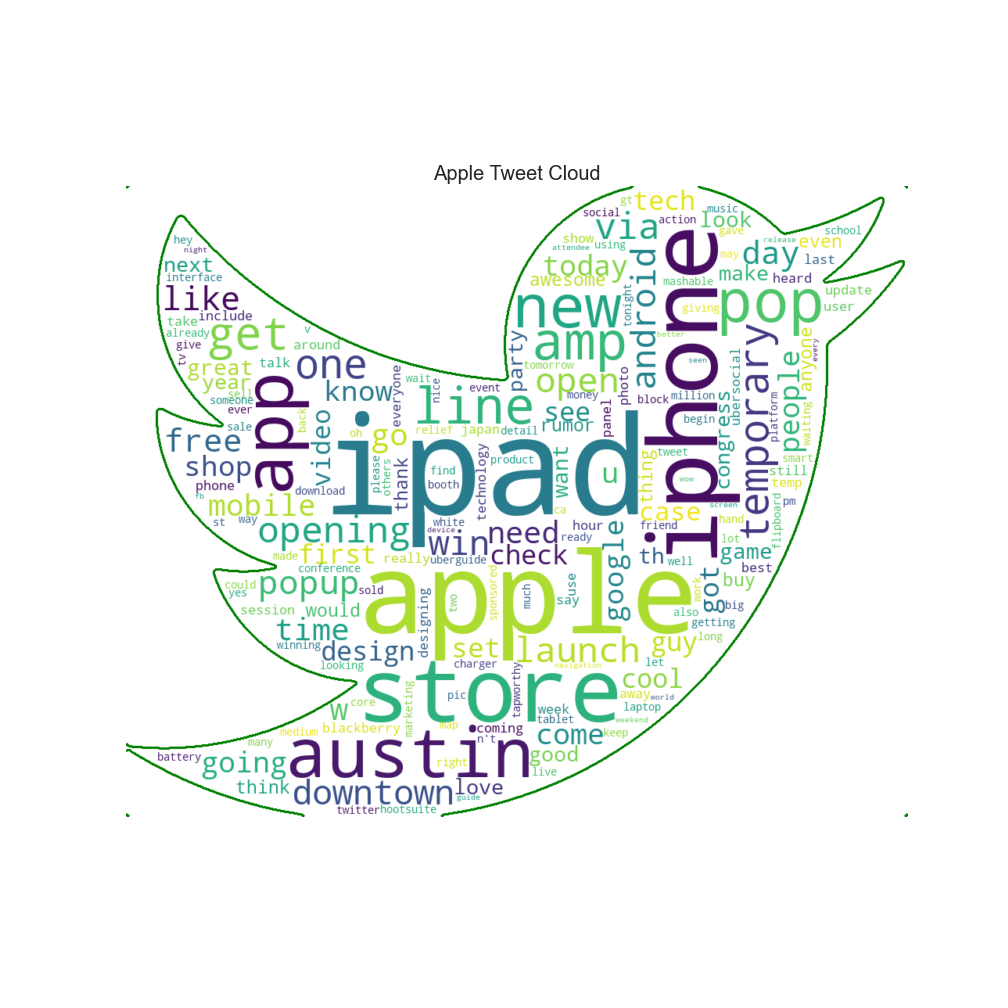 Apple Tweet Cloud
gt
tech
music
social
via
action
look
hey
night
attendee
show
using
gave
school
release
even
next
interface
today
android
may
day
last
mashable
make
heard
awesome
iphone
update
like
include
new
tonight
giving
pop
user
take
already
get
v
amp
better
temporary
give
around
party
tv
great
talk
one
tomorrow
seen
people
anyone
every
year
sell
know
wait
nice
event
open
money
photo
someone
app
everyone
block
million
ubersocial
ever
back
video
line
see
panel
begin
platform
sale
oh
go
relief
japan
detail
rumor
congress
waiting
free
ipad
want
thing
tweet
smart
shop
please
others
thank
find
booth
technology
product
u
wow
still
phone
download
temp
fb
mobile
ca
case
screen
pm
st
way
white
device
hour
friend
hand
flipboard
opening
win
need
ready
google
lot
made
first
really
uberguide
check
th
well
got
game
conference
apple
best
could
yes
popup
sold
sponsored
use
work
buy
session
would
designing
two
much
say
also
big
winning
time
getting
looking
design
set
launch
guy
long
charger
navigation
let
store
cool
marketing
pic
tapworthy
away
world
core
w
week
laptop
medium
blackberry
map
coming
tablet
weekend
many
n't
come
keep
battery
going
austin
right
good
think
live
downtown
love
guide
twitter
hootsuite